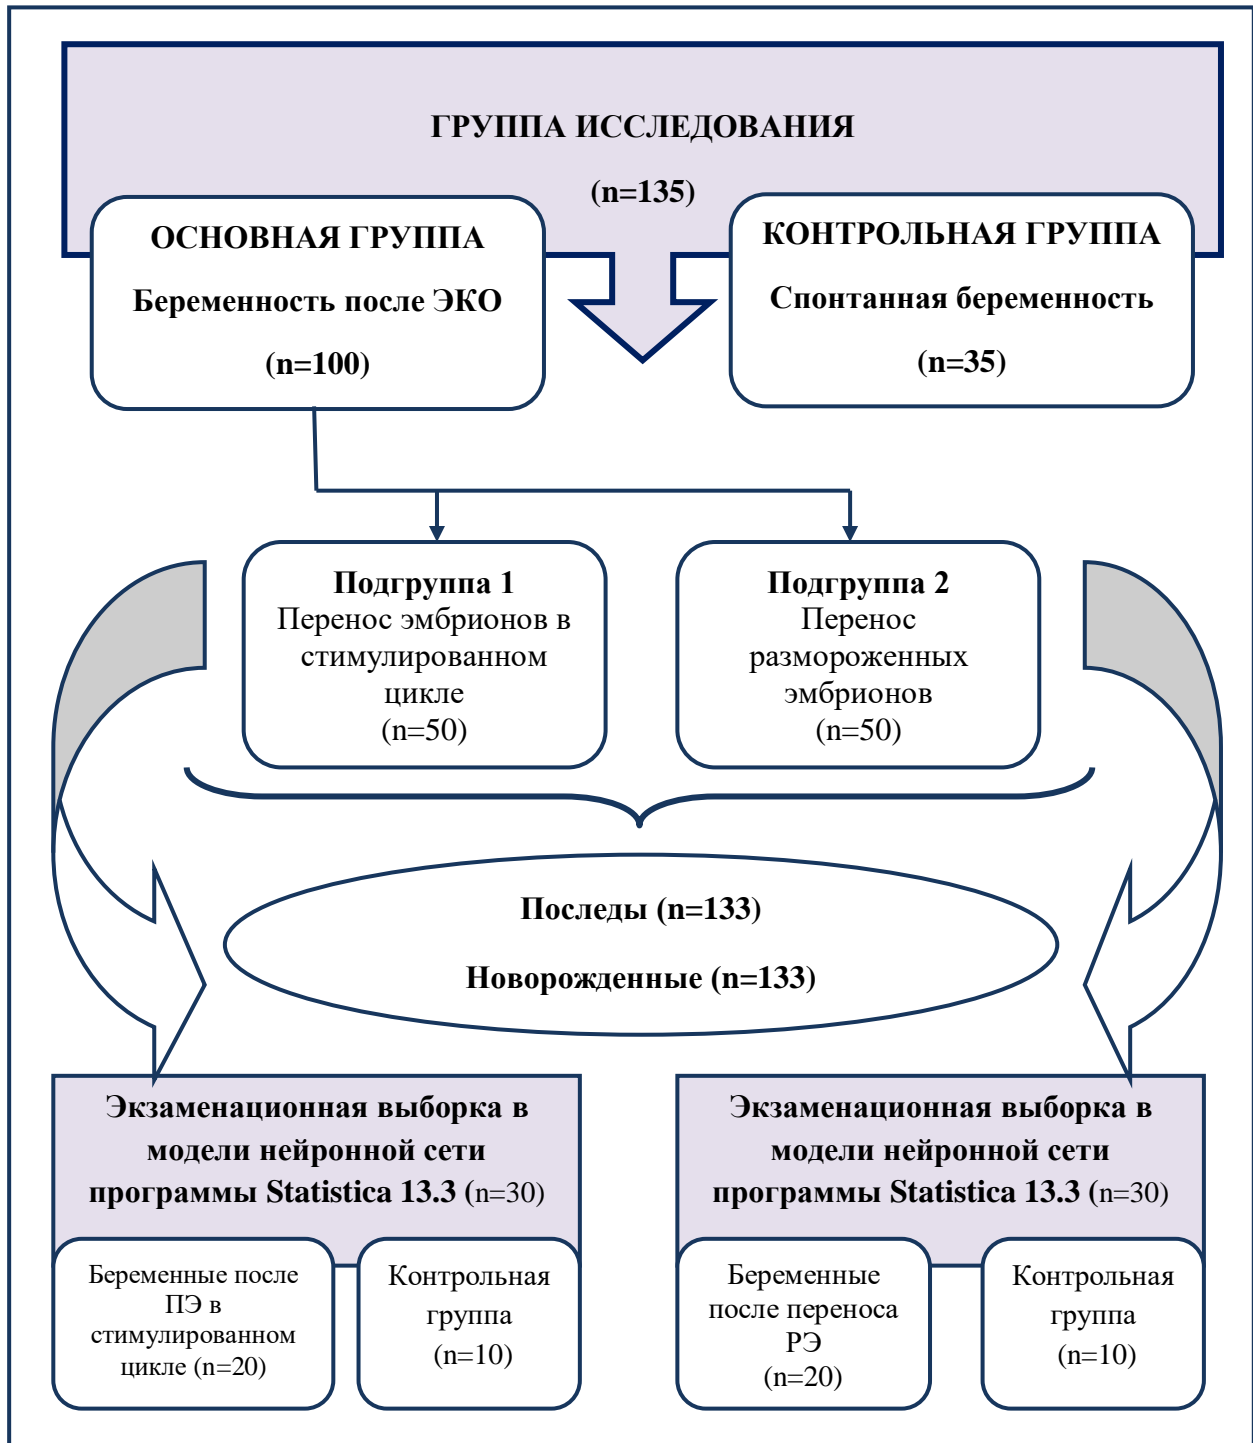 ГРУППА ИССЛЕДОВАНИЯ
(n=135)
ОСНОВНАЯ ГРУППА
Беременность после ЭКО
(n=100)
КОНТРОЛЬНАЯ ГРУППА
Спонтанная беременность
(n=35)
Подгруппа 1
Перенос эмбрионов в
стимулированном
цикле
(n=50)
Подгруппа 2
Перенос
размороженных
эмбрионов
(n=50)
Последы (n=133)
Новорожденные (n=133)
Экзаменационная выборка в
модели нейронной сети
программы Statistica 13.3 (n=30)
Беременные после
ПЭ в
стимулированном
цикле (n=20)
Контрольная
группа
(n=10)
Экзаменационная выборка в
модели нейронной сети
программы Statistica 13.3 (n=30)
Беременные
после переноса
РЭ
(n=20)
Контрольная
группа
(n=10)